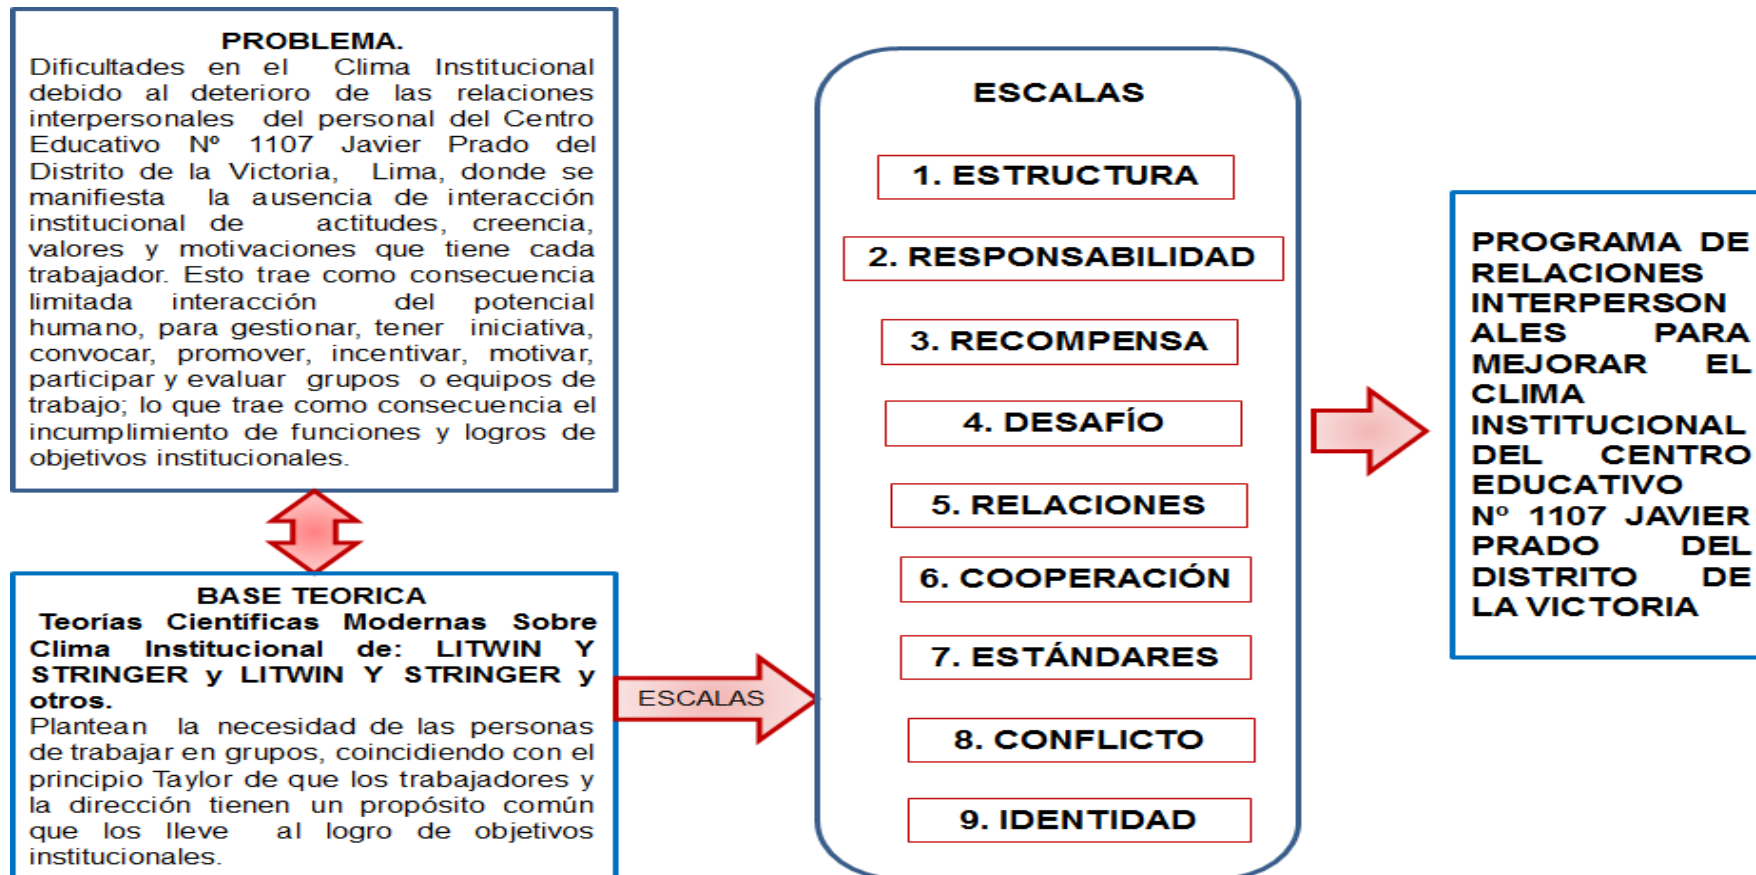 PROBLEMA.
Dificultades en el Clima Institucional
debido al deterioro de las relaciones
interpersonales del personal del Centro
Educativo Nº 1107 Javier Prado del
Distrito de la Victoria, Lima, donde se
manifiesta la ausencia de interacción
institucional de actitudes, creencia,
valores y motivaciones que tiene cada
trabajador. Esto trae como consecuencia
limitada interacción del potencial
humano, para gestionar, tener iniciativa,
convocar, promover, incentivar, motivar,
participar y evaluar grupos o equipos de
trabajo; lo que trae como consecuencia el
incumplimiento de funciones y logros de
objetivos institucionales.
BASE TEORICA
Teorías Científicas Modernas Sobre
Clima Institucional de: LITWIN Y
STRINGER y LITWIN Y STRINGER y
otros.
Plantean la necesidad de las personas
de trabajar en grupos, coincidiendo con el
principio Taylor de que los trabajadores y
la dirección tienen un propósito común
que los lleve al logro de objetivos
institucionales.
ESCALAS
ESCALAS
1. ESTRUCTURA
2. RESPONSABILIDAD
3. RECOMPENSA
4. DESAFÍO
5. RELACIONES
6. COOPERACIÓN
7. ESTÁNDARES
8. CONFLICTO
9. IDENTIDAD
PROGRAMA DE
RELACIONES
INTERPERSON
ALES PARA
MEJORAR EL
CLIMA
INSTITUCIONAL
DEL CENTRO
EDUCATIVO
Nº 1107 JAVIER
PRADO DEL
DISTRITO DE
LA VICTORIA